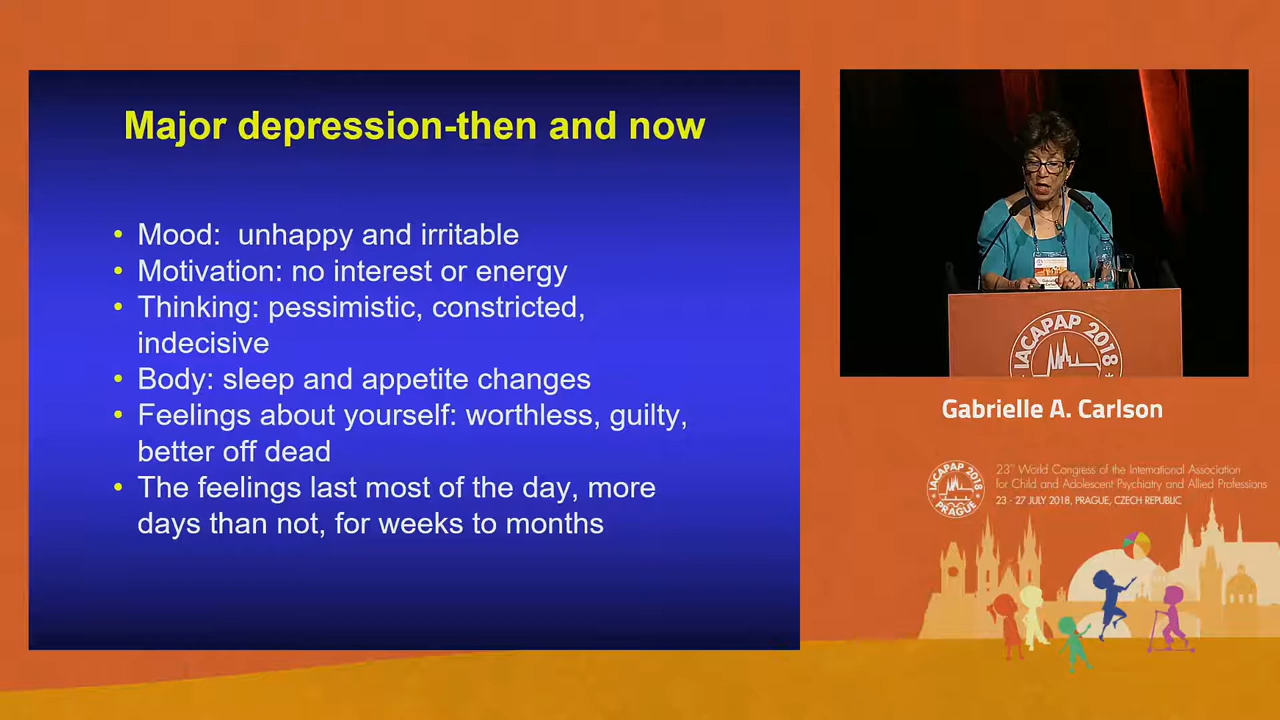 Major depression-then and now
• Mood:  unhappy and irritable
• Motivation: no interest or energy
• Thinking: pessimistic, constricted,
indecisive
• Body: sleep and appetite changes
• Feelings about yourself: worthless, guilty,
better off dead
• The feelings last most of the day, more
days than not, for weeks to months
IACAPAP 2018
Gabrielle A. Carlson
IACAPAP 2018
PRAGUE
23rd World Congress of the International Association
for Child and Adolescent Psychiatry and Allied Professions
23 - 27 JULY 2018, PRAGUE, CZECH REPUBLIC